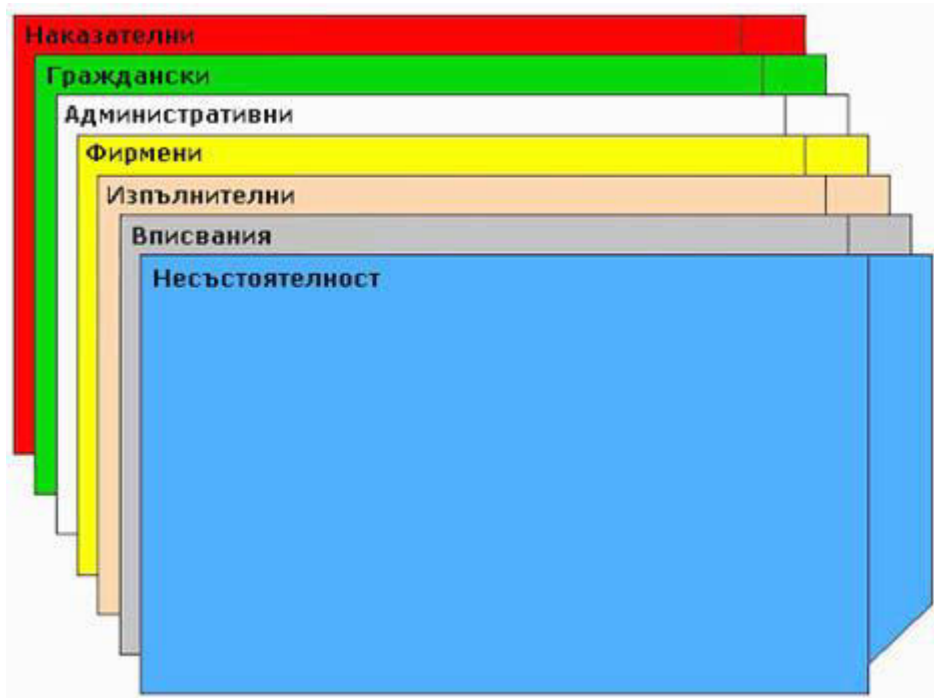 Наказателни
Граждански
Административни
Фирмени
Изпълнителни
Вписвания
Несъстоятелност